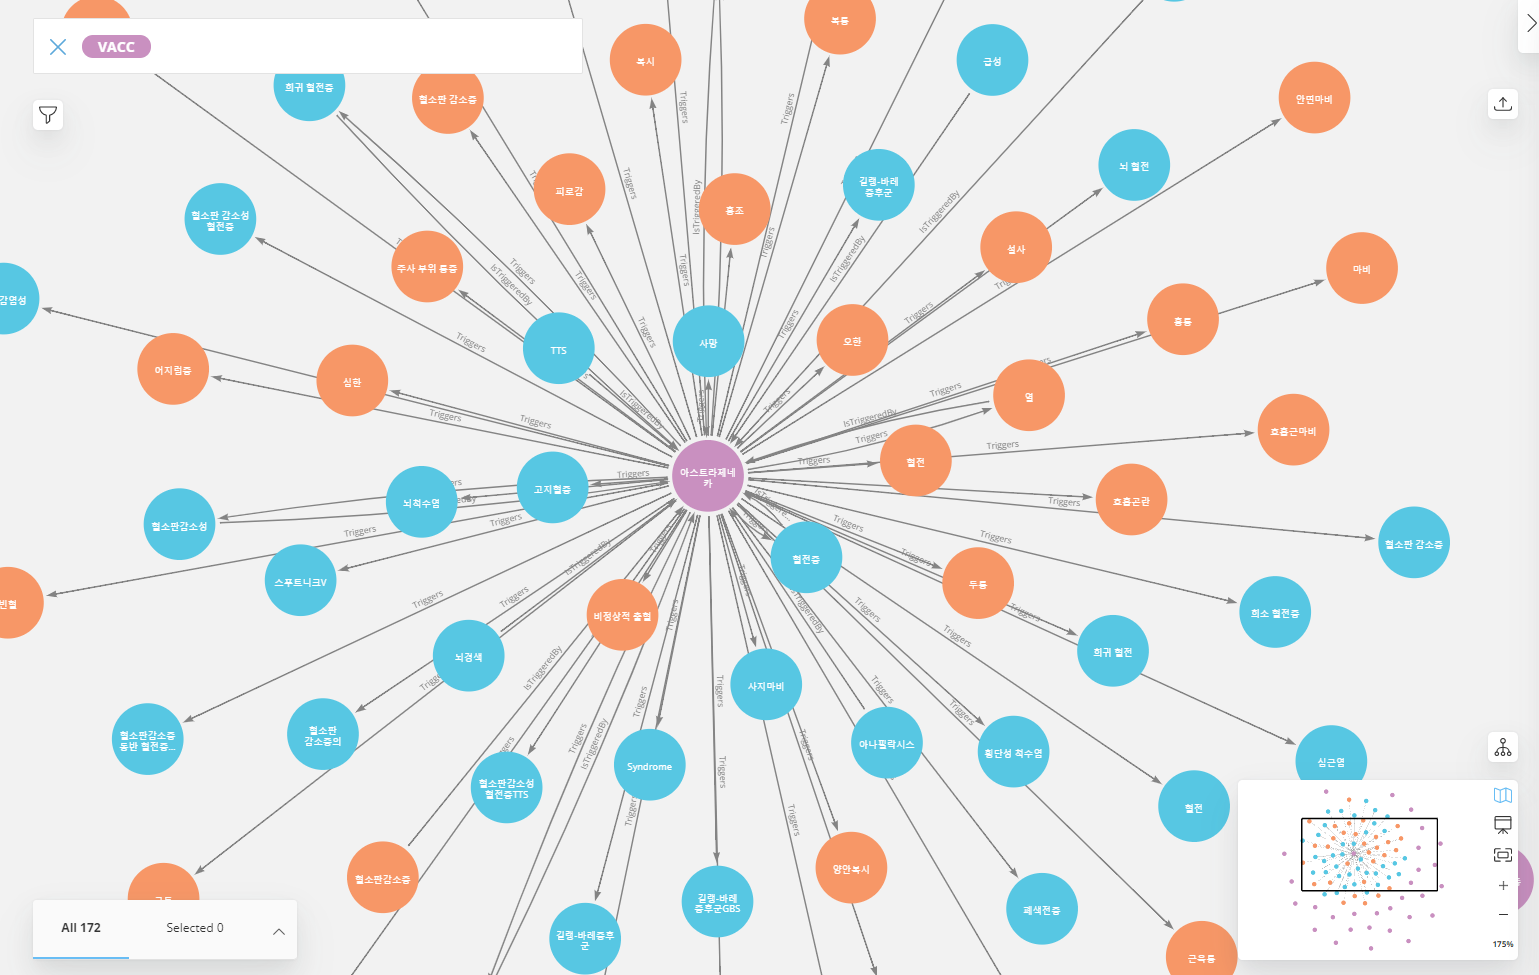 VACC
복통
급성
복시
희귀 혈전증
혈소판 감소증
안면마비
뇌 혈전
피로감
길랭-바레
증후군
홍조
혈소판 감소성
혈전증
설사
주사 부위 통증
마비
감염성
흉통
TTS
사망
오한
어지럼증
심한
열
호흡근마비
혈전
아스트라제네
카
고지혈증
뇌척수염
호흡곤란
혈소판감소성
혈소판 감소증
혈전증
스푸트니크V
두통
빈혈
비정상적 출혈
희소 혈전증
희귀 혈전
뇌경색
사지마비
혈소판감소증
동반 혈전증...
혈소판
감소증의
아나필락시스
횡단성 척수염
심근염
Syndrome
혈소판감소성
혈전증TTS
혈전
양안복시
혈소판감소증
길랭-바레
증후군GBS
폐색전증
길랭-바레증후
군
근육통
Triggers
IsTriggeredBy
All 172
Selected 0
175%